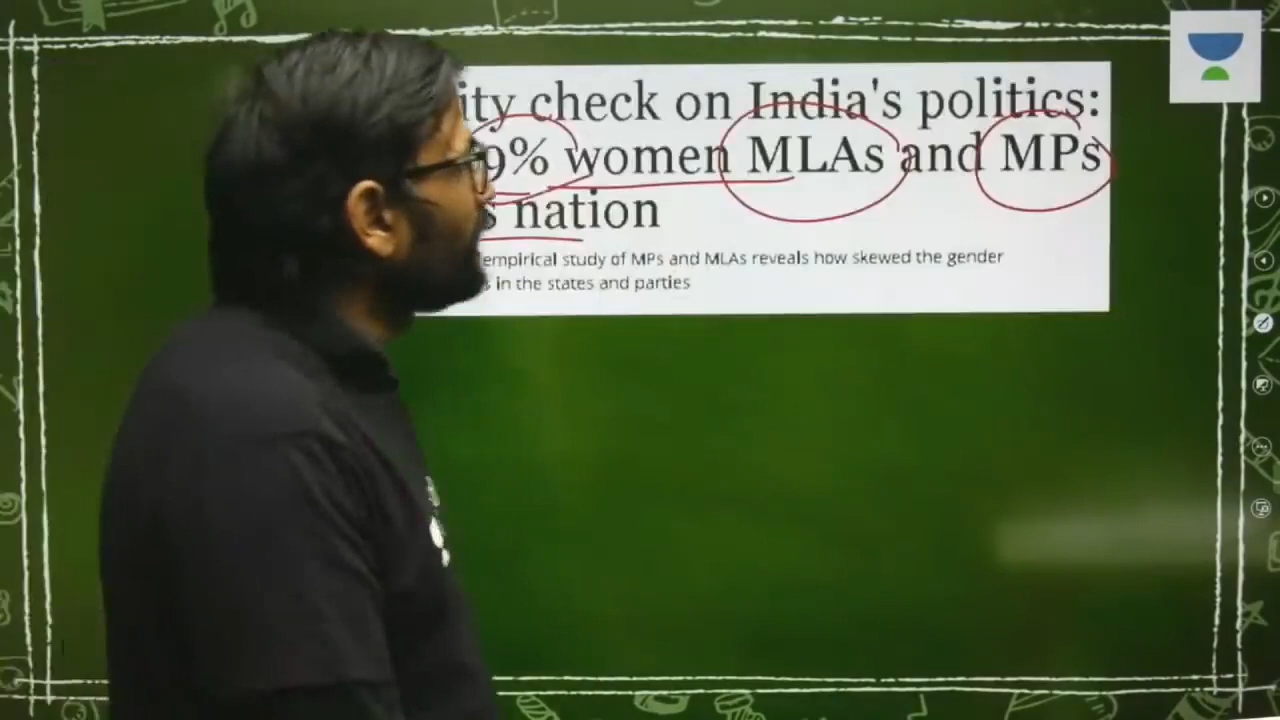 check on India's politics:
9% women MLAs and MPs
nation
empirical study of MPs and MLAs reveals how skewed the gender
in the states and parties